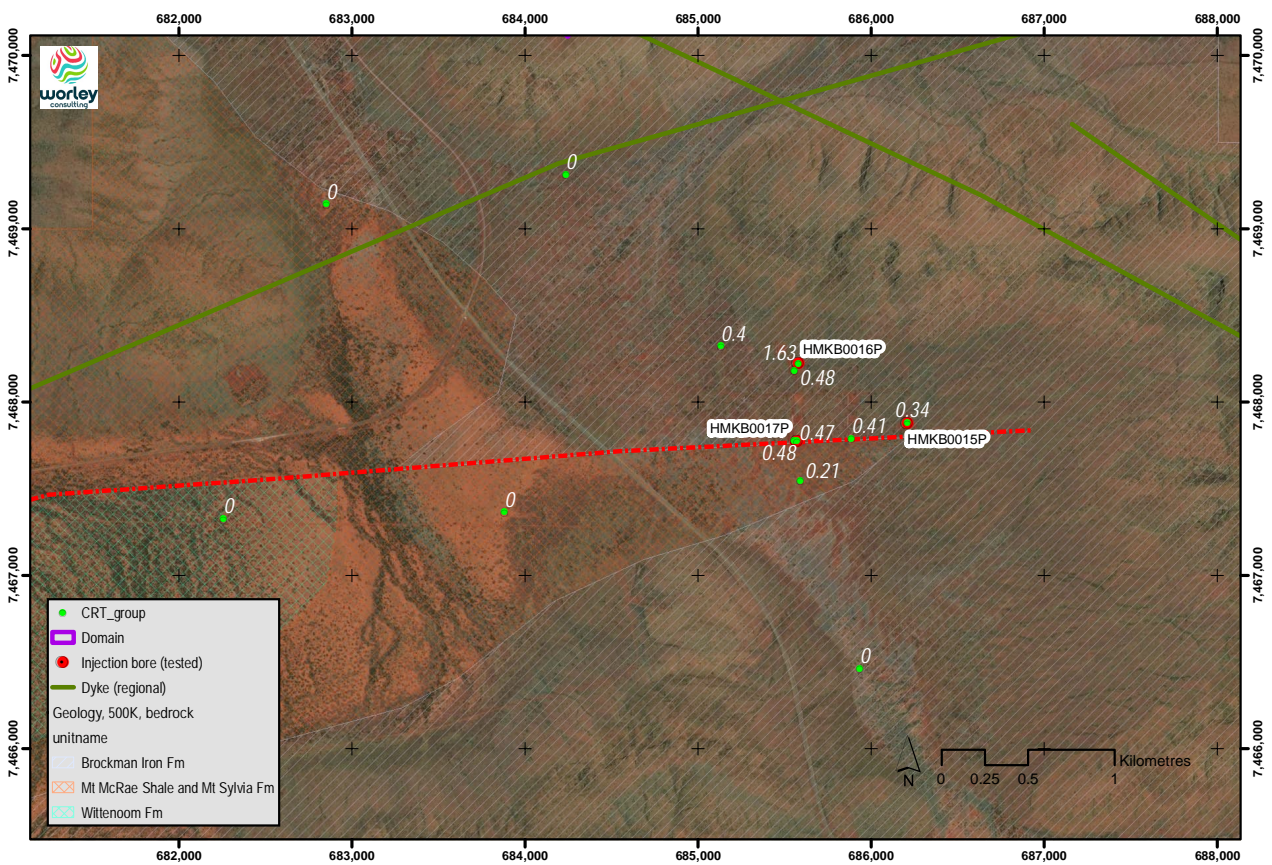 682,000 683,000 684,000 685,000 686,000 687,000 688,000
7,470,000 7,470,000
worley
consulting
0
0
7,469,000 7,469,000
0.4
1.63 HMKB0016P
0.48
7,468,000 7,468,000
0.34
HMKB0017P 0.47 0.41
HMKB0015P
0.48
0.21
0
0
7,467,000 7,467,000
CRT_group
Domain
Injection bore (tested)
0
Dyke (regional)
Geology, 500K, bedrock
unitname
Brockman Iron Fm
Mt McRae Shale and Mt Sylvia Fm
Wittenoom Fm
7,466,000 7,466,000
Kilometres
N
0 0.25 0.5 1
682,000 683,000 684,000 685,000 686,000 687,000 688,000